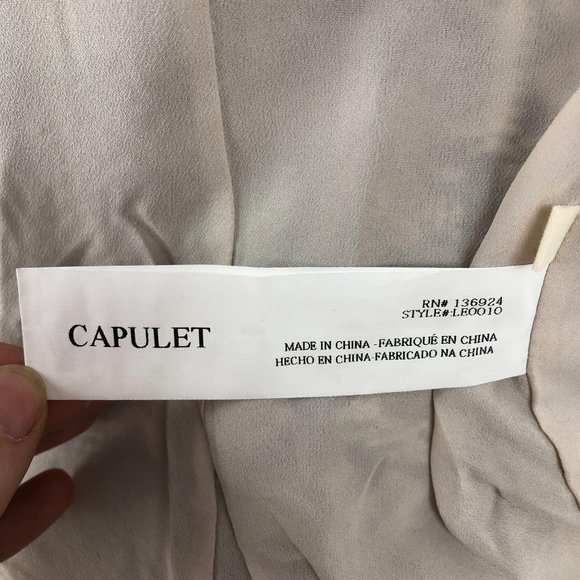 CAPULET
RN# 136924
STYLE#:LE0010
MADE IN CHINA -FABRIQUÉ EN CHINA
HECHO EN CHINA-FABRICADO NA CHINA